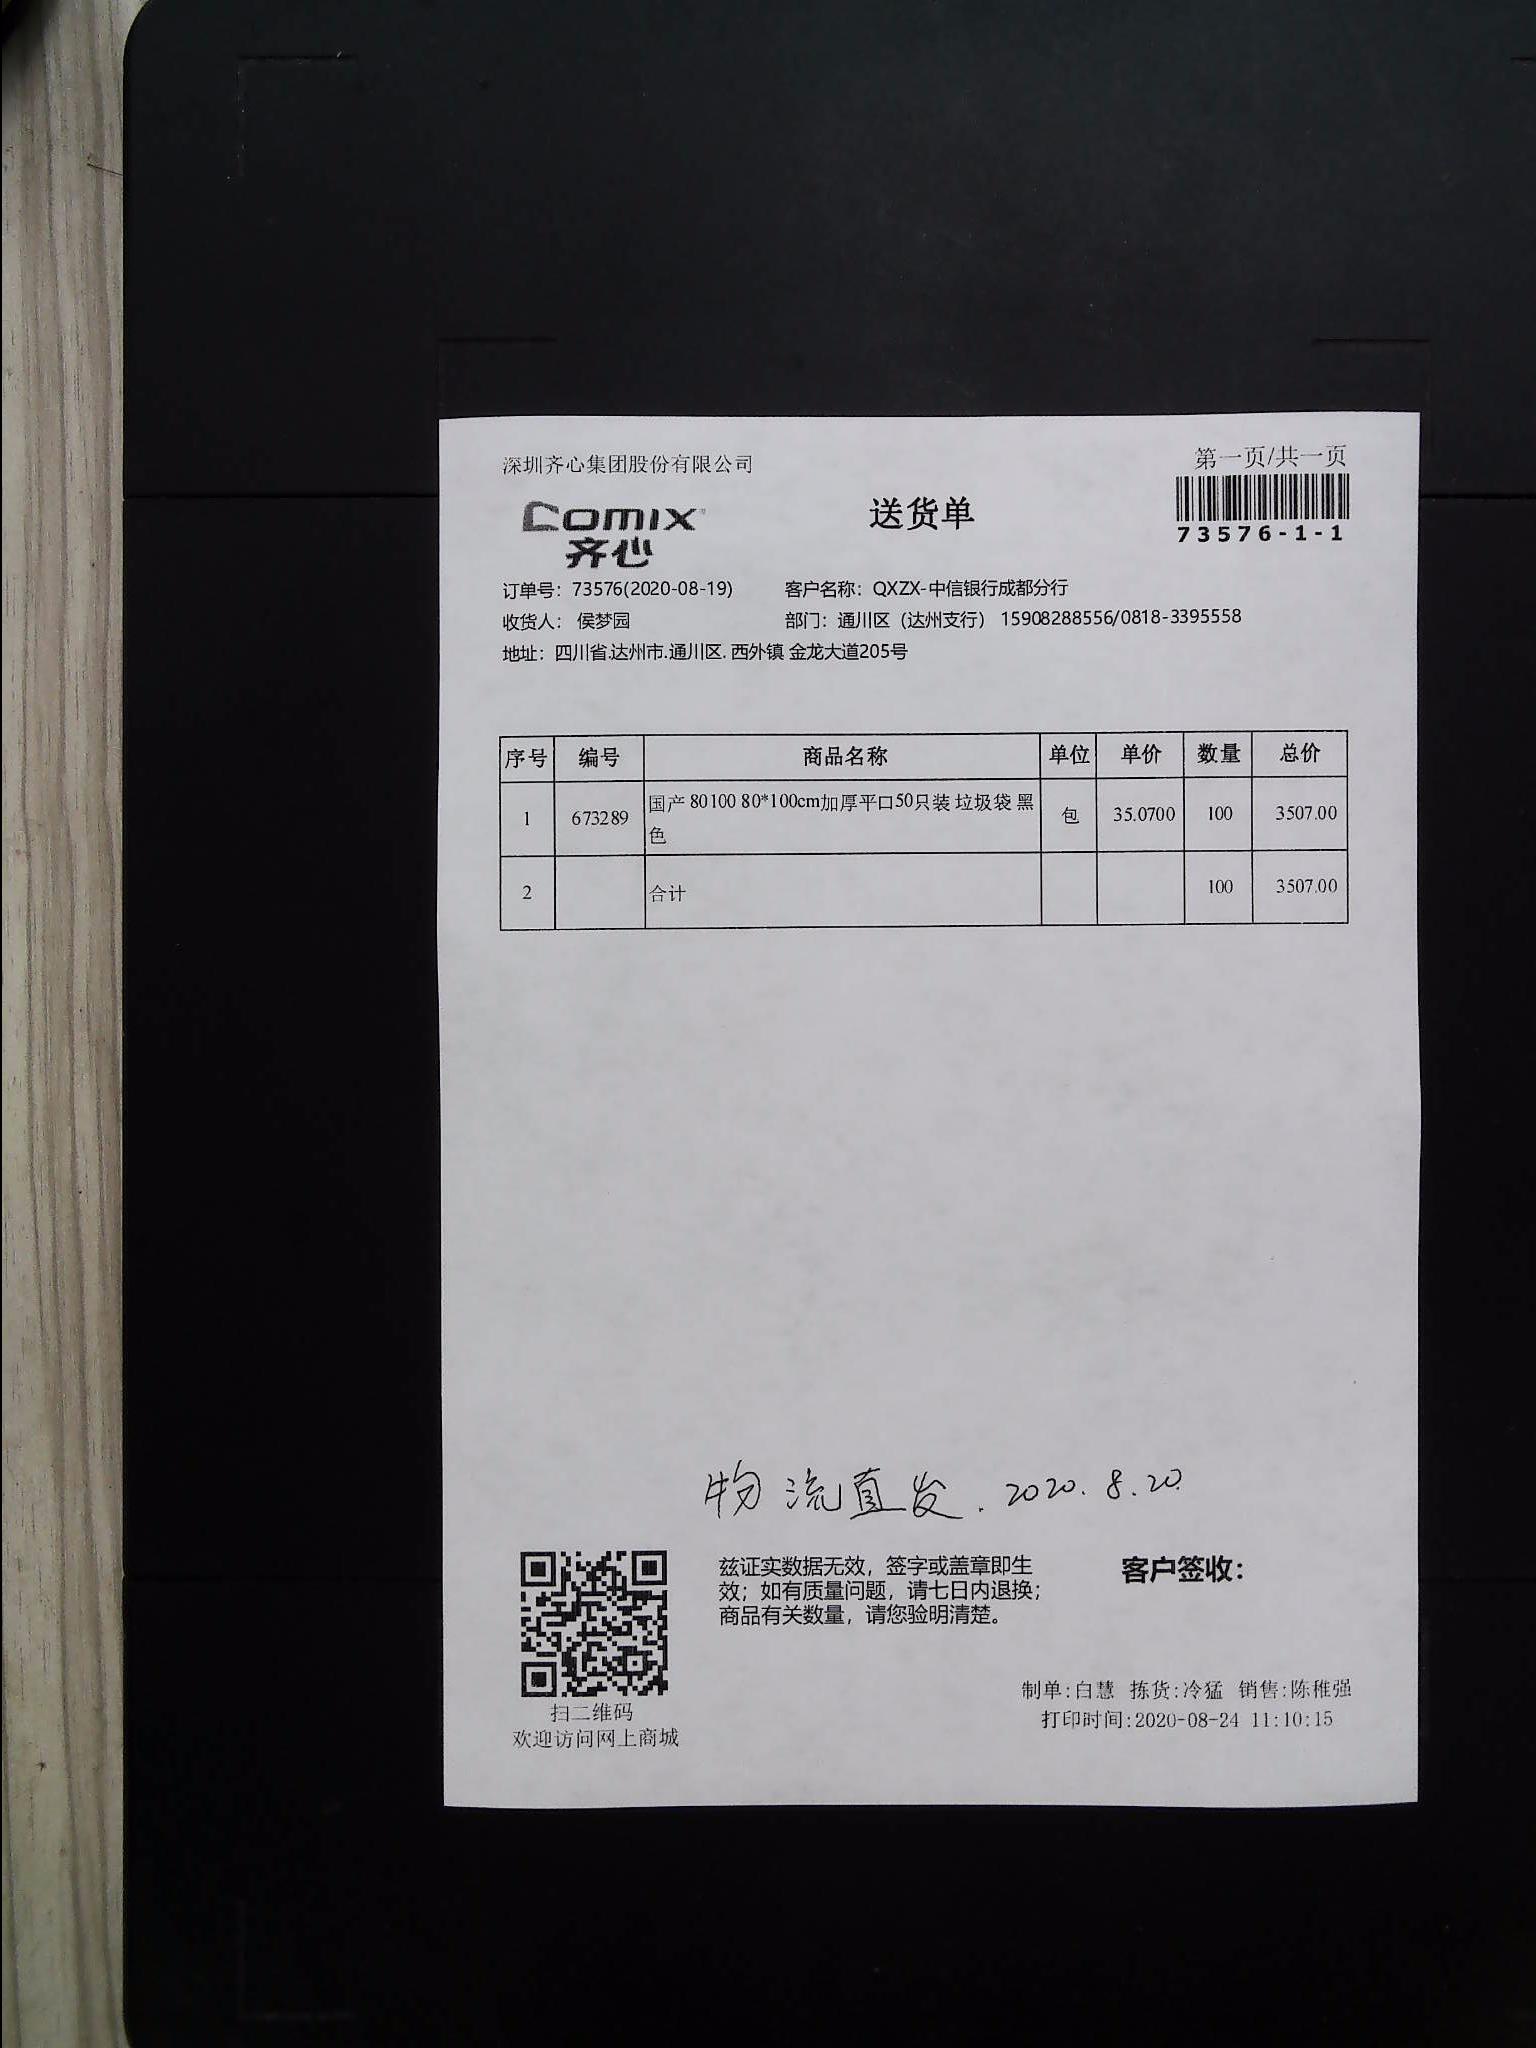 深圳齐心集团股份有限公司
第一页/共一页
comix
齐心
送货单
73576-1-1
订单号：73576(2020-08-19) 客户名称：QXZX-中信银行成都分行
收货人： 侯梦园 部门：通川区（达州支行） 15908288556/0818-3395558
地址：四川省.达州市.通川区. 西外镇 金龙大道205号
序号 编号 商品名称 单位 单价 数量 总价
1 673289 国产 80100 80*100cm加厚平口50只装 垃圾袋 黑 包 35.0700 100 3507.00
色
2 合计 100 3507.00
物流直发. 2020.8.20.
兹证实数据无效，签字或盖章即生
效；如有质量问题，请七日内退换；
商品有关数量，请您验明清楚。
客户签收：
扫二维码
欢迎访问网上商城
制单:白慧 拣货:冷猛 销售:陈稚强
打印时间:2020-08-24 11:10:15